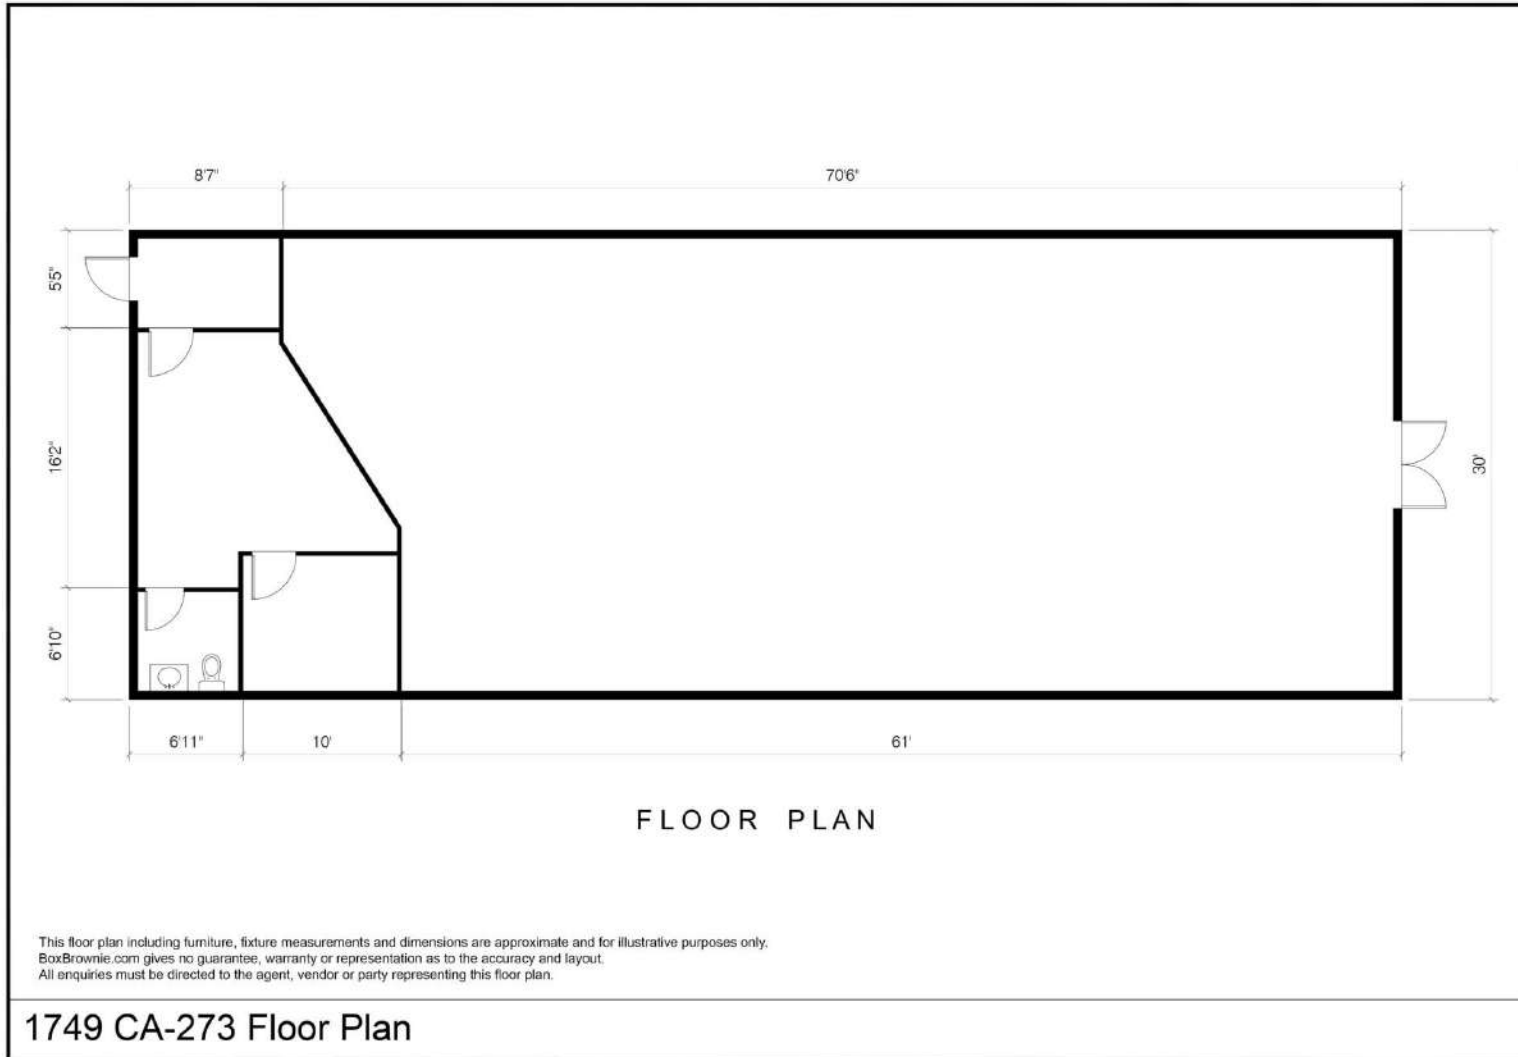 8'7"
70'6"
5'5"
16'2"
30'
6'10"
6'11"
10'
61'
FLOOR PLAN
This floor plan including furniture, fixture measurements and dimensions are approximate and for illustrative purposes only.
BoxBrownie.com gives no guarantee, warranty or representation as to the accuracy and layout.
All enquiries must be directed to the agent, vendor or party representing this floor plan.
1749 CA-273 Floor Plan